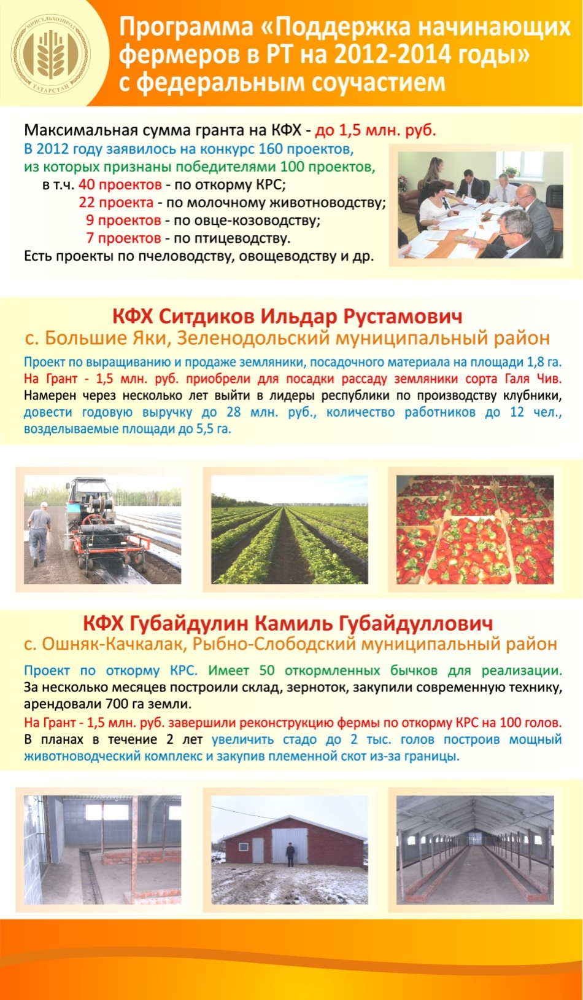 МИНСЕЛЬХОЗПРОД
ТАТАРСТАН
Программа «Поддержка начинающих
фермеров в РТ на 2012-2014 годы»
с федеральным соучастием
Максимальная сумма гранта на КФХ - до 1,5 млн. руб.
В 2012 году заявилось на конкурс 160 проектов,
из которых признаны победителями 100 проектов,
в т.ч. 40 проектов - по откорму КРС;
22 проекта - по молочному животноводству;
9 проектов - по овце-козоводству;
7 проектов - по птицеводству.
Есть проекты по пчеловодству, овощеводству и др.
КФХ Ситдиков Ильдар Рустамович
с. Большие Яки, Зеленодольский муниципальный район
Проект по выращиванию и продаже земляники, посадочного материала на площади 1,8 га.
На Грант - 1,5 млн. руб. приобрели для посадки рассаду земляники сорта Галя Чив.
Намерен через несколько лет выйти в лидеры республики по производству клубники,
довести годовую выручку до 28 млн. руб., количество работников до 12 чел.,
возделываемые площади до 5,5 га.
КФХ Губайдулин Камиль Губайдуллович
с. Ошняк-Качкалак, Рыбно-Слободский муниципальный район
Проект по откорму КРС. Имеет 50 откормленных бычков для реализации.
За несколько месяцев построили склад, зерноток, закупили современную технику,
арендовали 700 га земли.
На Грант - 1,5 млн. руб. завершили реконструкцию фермы по откорму КРС на 100 голов.
В планах в течение 2 лет увеличить стадо до 2 тыс. голов построив мощный
животноводческий комплекс и закупив племенной скот из-за границы.